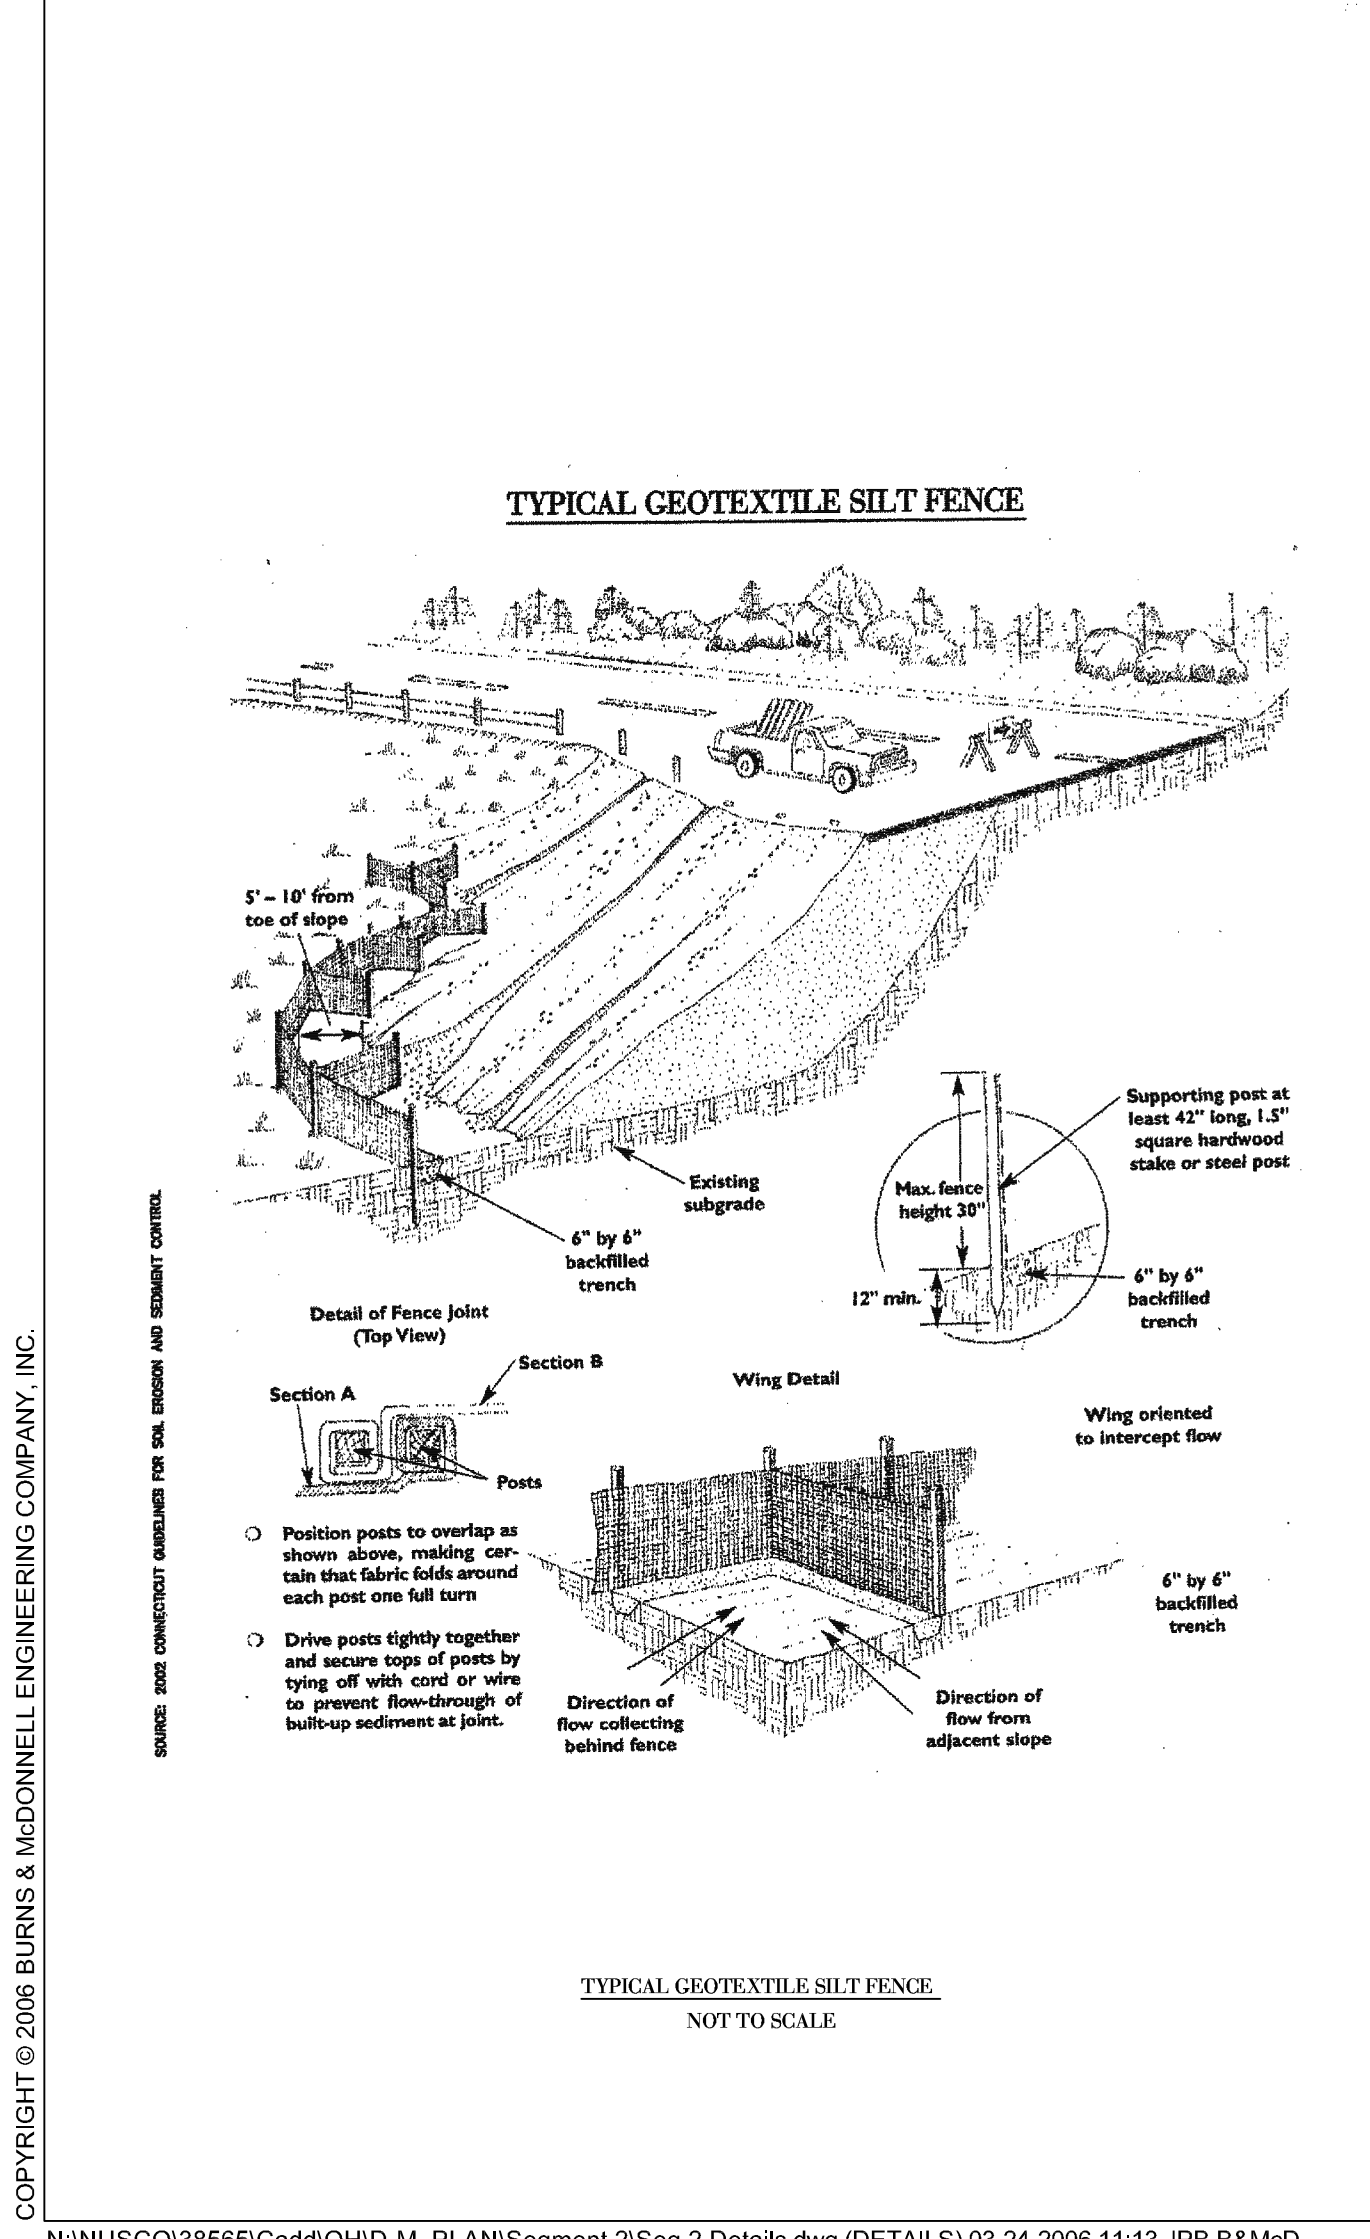 TYPICAL GEOTEXTILE SILT FENCE
5' – 10' from
toe of slope
Supporting post at
least 42" long, 1.5"
square hardwood
stake or steel post
Max. fence
height 30"
Existing
subgrade
6" by 6"
backfilled
trench
12" min.
6" by 6"
backfilled
trench
Detail of Fence Joint
(Top View)
Section B
Section A
Posts
Wing Detail
Wing oriented
to intercept flow
Position posts to overlap as
shown above, making cer-
tain that fabric folds around
each post one full turn
Drive posts tightly together
and secure tops of posts by
tying off with cord or wire
to prevent flow-through of
built-up sediment at joint.
6" by 6"
backfilled
trench
Direction of
flow collecting
behind fence
Direction of
flow from
adjacent slope
SOURCE: 2002 CONNECTICUT GUIDELINES FOR SOIL EROSION AND SEDIMENT CONTROL
TYPICAL GEOTEXTILE SILT FENCE
NOT TO SCALE
COPYRIGHT © 2006 BURNS & McDONNELL ENGINEERING COMPANY, INC.